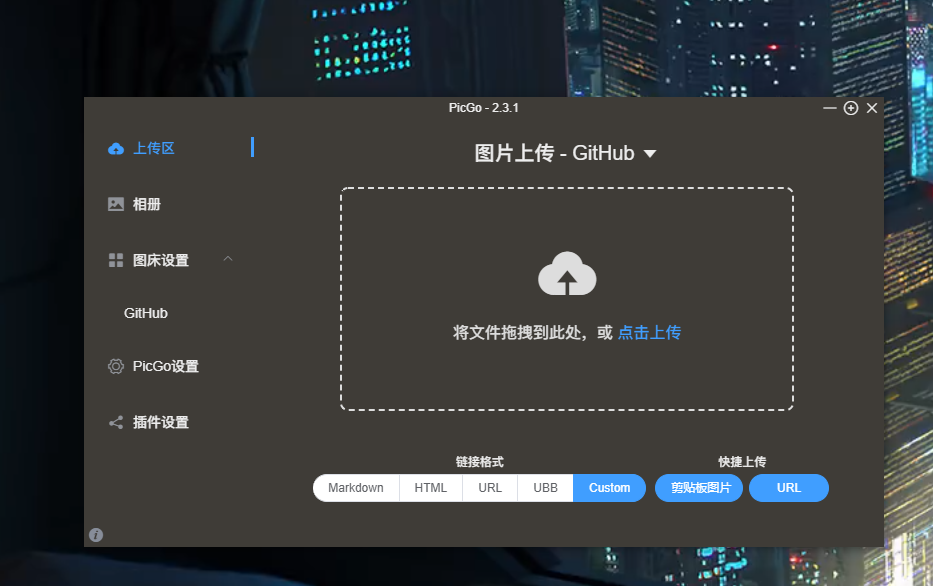 PicGo - 2.3.1
上传区
相册
图床设置
GitHub
PicGo设置
插件设置
图片上传 - GitHub
将文件拖拽到此处，或 点击上传
链接格式
Markdown HTML URL UBB Custom
快捷上传
剪贴板图片 URL